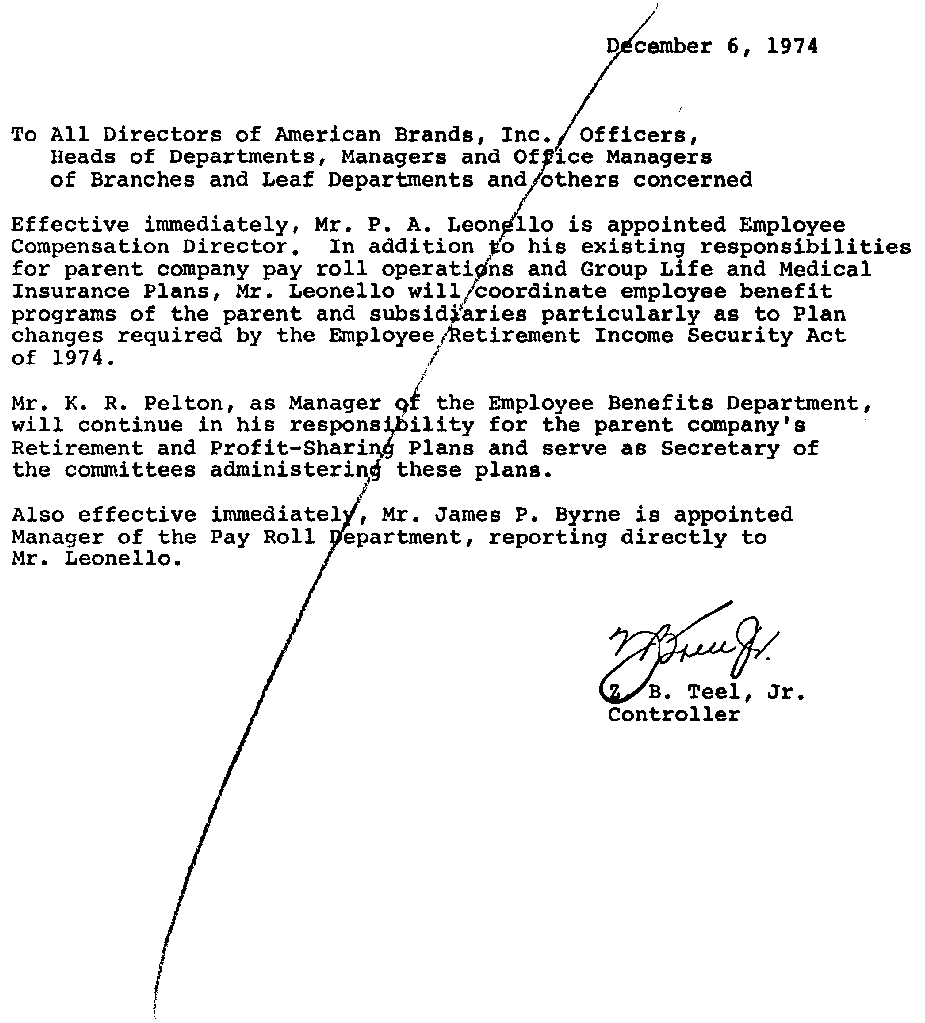 December 6, 1974
To All Directors of American Brands, Inc., Officers,
Heads of Departments, Managers and Office Managers
of Branches and Leaf Departments and others concerned
Effective immediately, Mr. P. A. Leonello is appointed Employee
Compensation Director. In addition to his existing responsibilities
for parent company pay roll operations and Group Life and Medical
Insurance Plans, Mr. Leonello will coordinate employee benefit
programs of the parent and subsidiaries particularly as to Plan
changes required by the Employee Retirement Income Security Act
of 1974.
Mr. K. R. Pelton, as Manager of the Employee Benefits Department,
will continue in his responsibility for the parent company's
Retirement and Profit-Sharing Plans and serve as Secretary of
the committees administering these plans.
Also effective immediately, Mr. James P. Byrne is appointed
Manager of the Pay Roll Department, reporting directly to
Mr. Leonello.
Z. B. Teel, Jr.
Controller